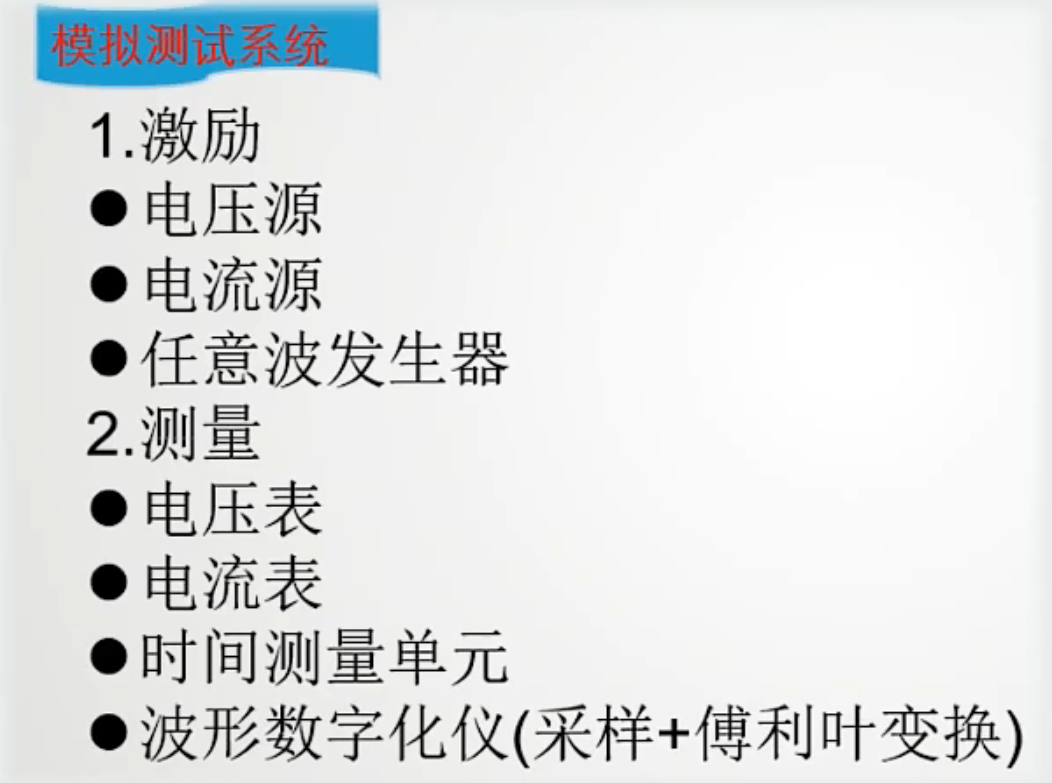 模拟测试系统
1.激励
●电压源
●电流源
●任意波发生器
2.测量
●电压表
●电流表
●时间测量单元
●波形数字化仪(采样+傅利叶变换)